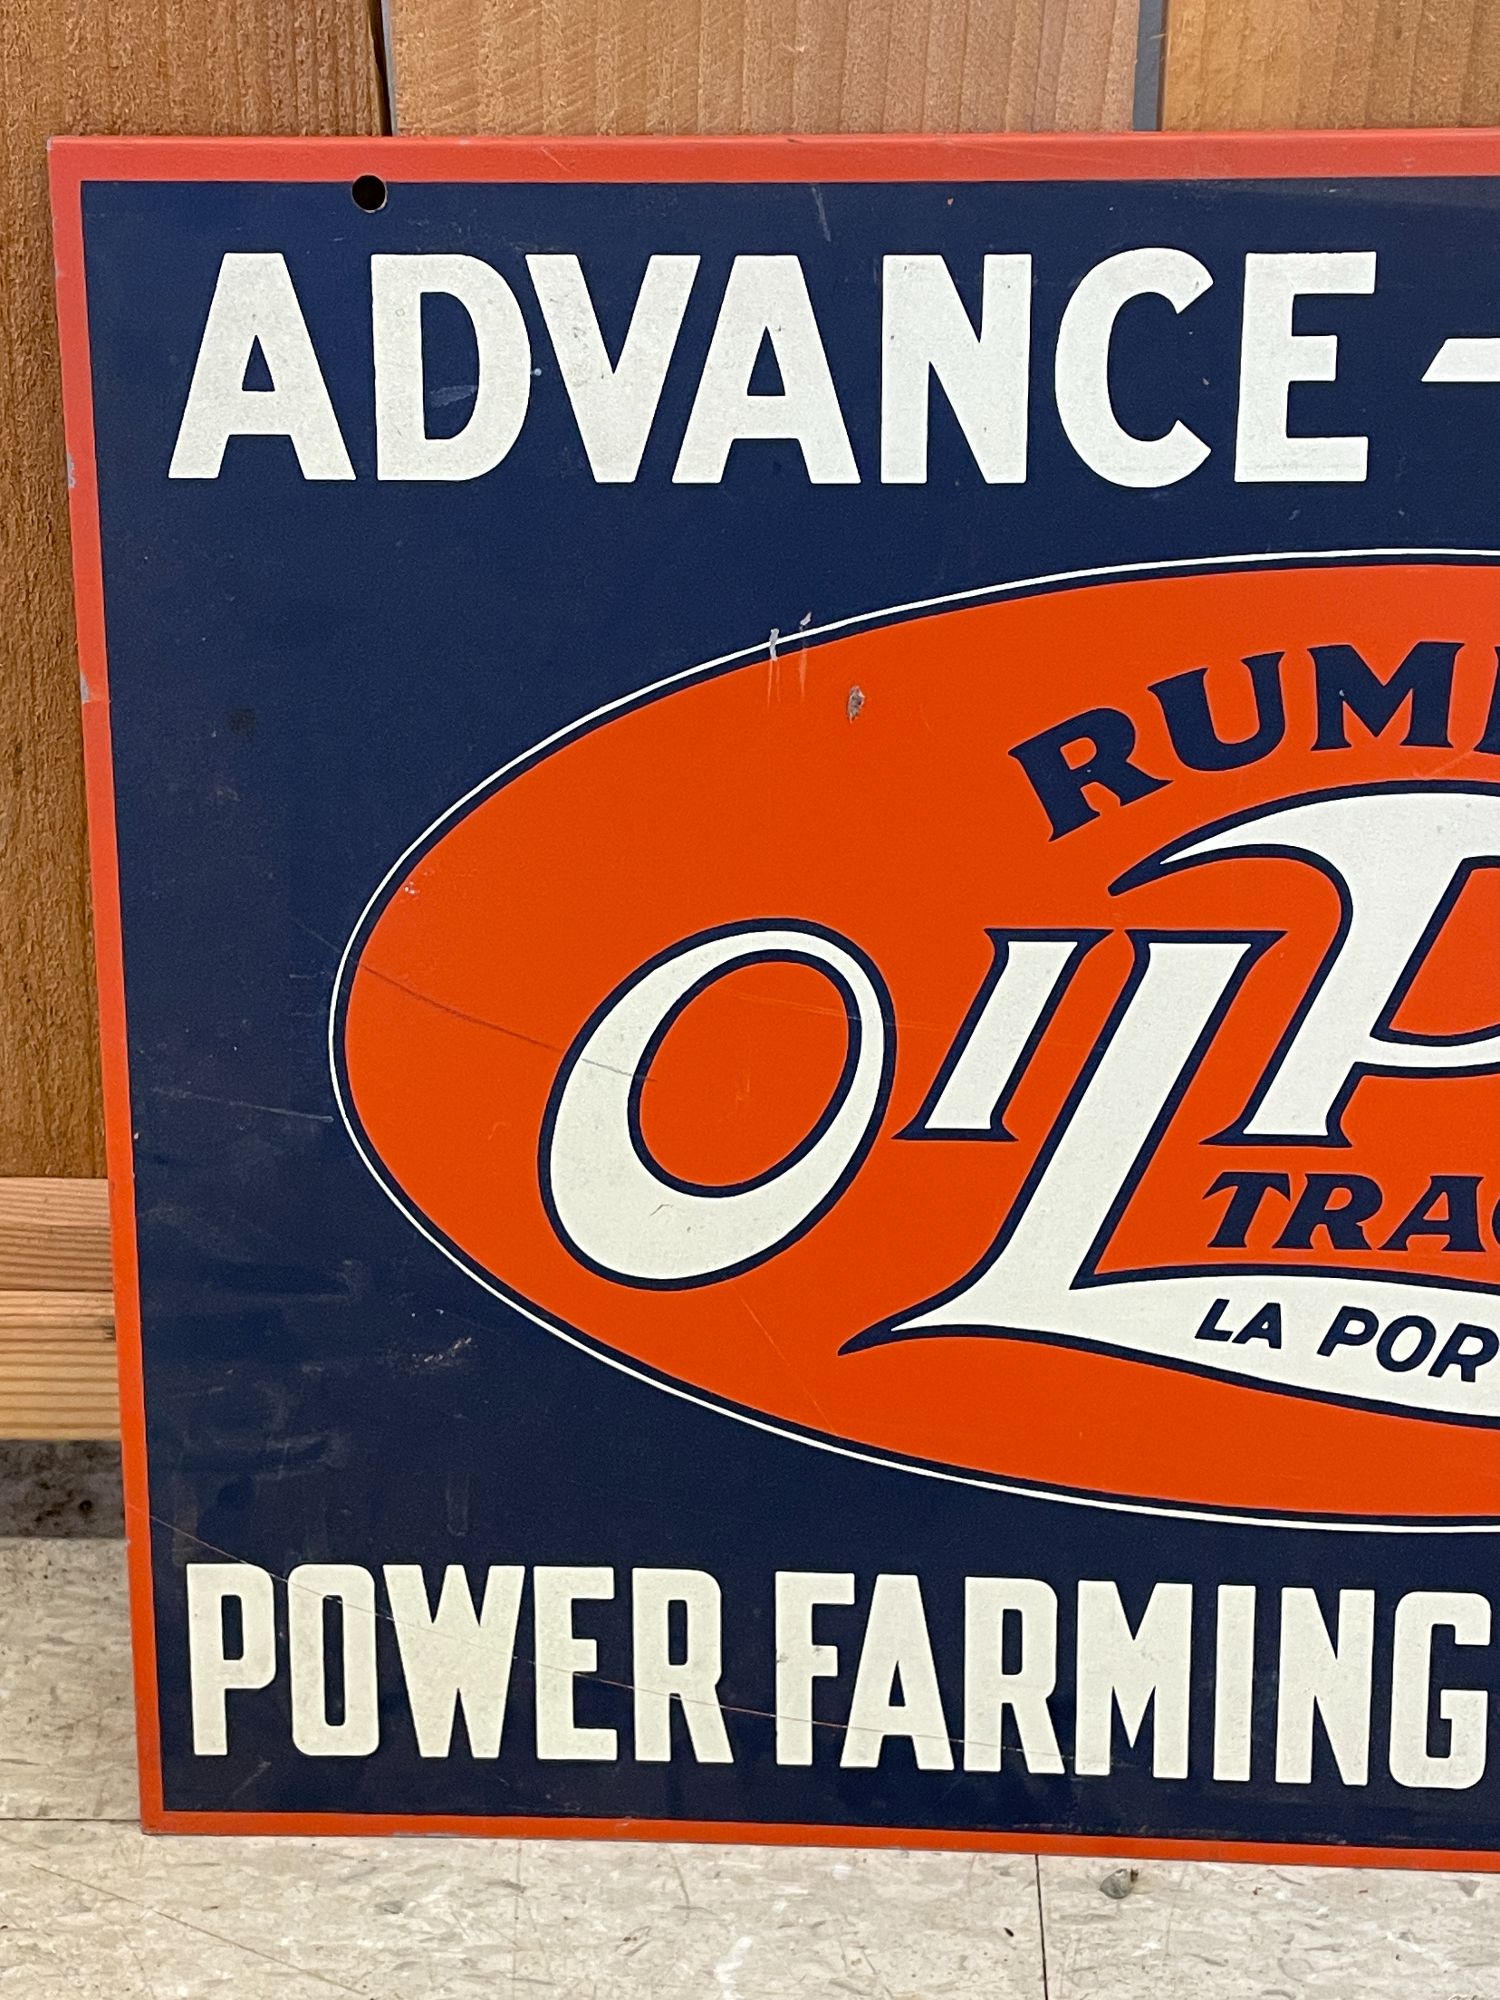 ADVANCE -
RUM
OILP
TRAC
LA POR
POWER FARMING